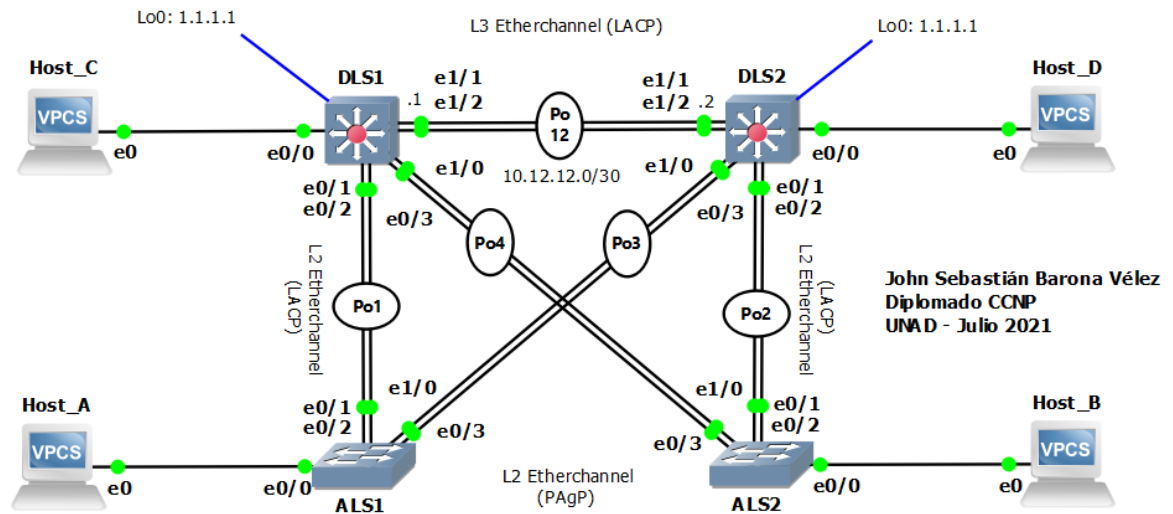 Lo0: 1.1.1.1
L3 Etherchannel (LACP)
Lo0: 1.1.1.1
Host_C
DLS1
DLS2
Host_D
VPCS
e1/1
e1/2
.1
Po
12
e1/1
e1/2
.2
VPCS
e0
e0/0
e1/0
10.12.12.0/30
e1/0
e0/0
e0
e0/1
e0/2
e0/3
Po4
Po3
e0/3
e0/1
e0/2
L2 Etherchannel
(LACP)
Po1
Po2
L2 Etherchannel
(LACP)
John Sebastián Barona Vélez
Diplomado CCNP
UNAD - Julio 2021
Host_A
e0/1
e0/2
e1/0
e0/3
e1/0
e0/3
e0/1
e0/2
Host_B
VPCS
e0
e0/0
ALS1
L2 Etherchannel
(PAgP)
ALS2
e0/0
e0
VPCS